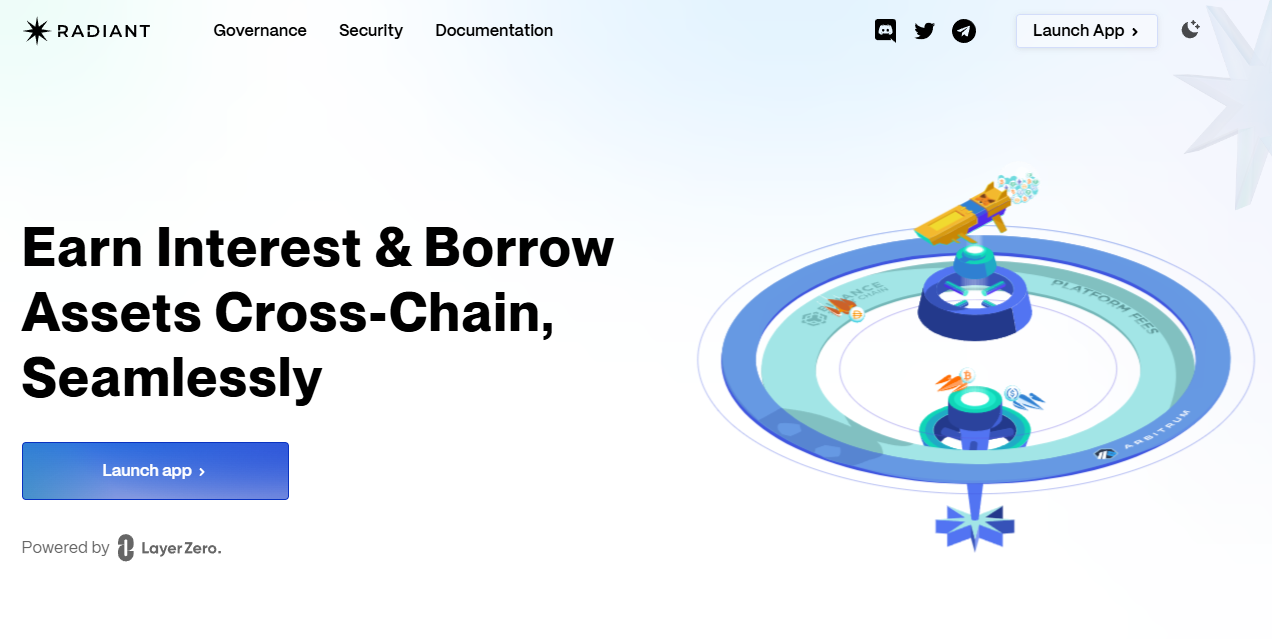 RADIANT
Governance
Security
Documentation
Launch App
Earn Interest & Borrow
Assets Cross-Chain,
Seamlessly
Launch app
Powered by LayerZero.
CHAIN
PLATFORM FEES
ARBITRUM